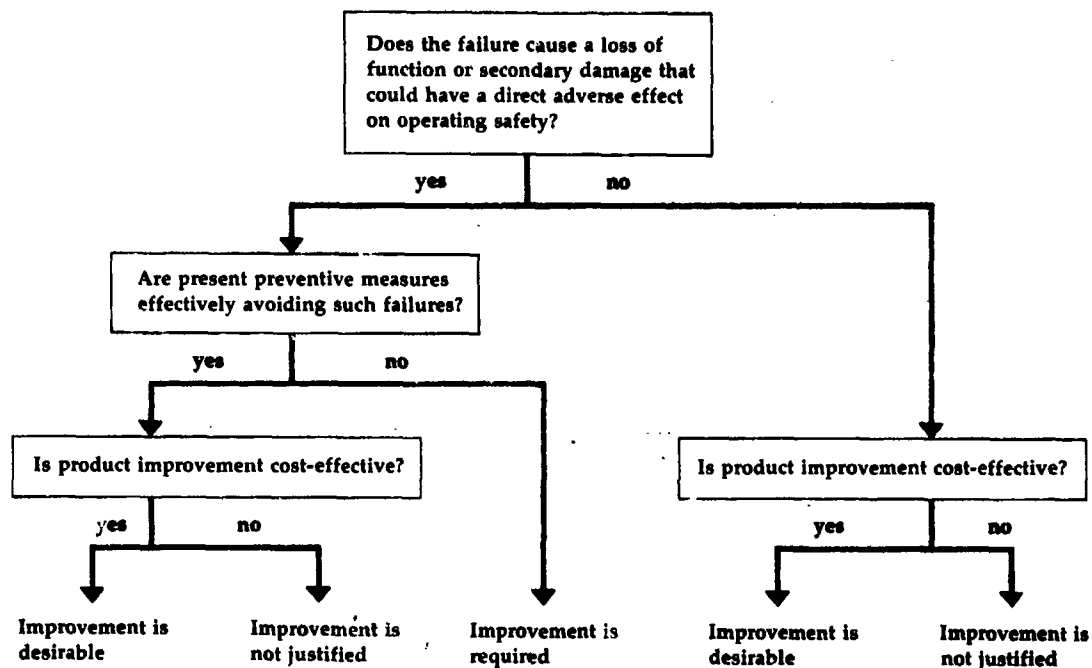 Does the failure cause a loss of
function or secondary damage that
could have a direct adverse effect
on operating safety?
yes
no
Are present preventive measures
effectively avoiding such failures?
yes
no
Is product improvement cost-effective?
Is product improvement cost-effective?
yes
no
yes
no
Improvement is
desirable
Improvement is
not justified
Improvement is
required
Improvement is
desirable
Improvement is
not justified